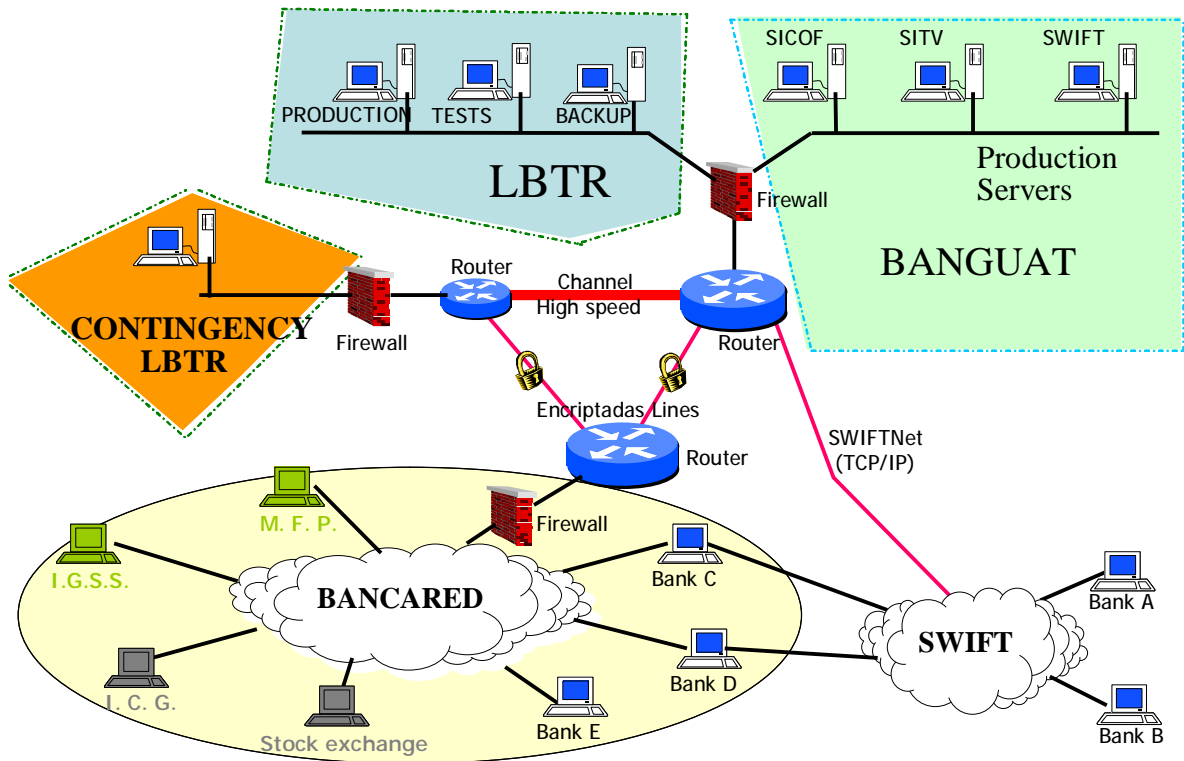 SICOF
SITV
SWIFT
PRODUCTION
TESTS
BACKUP
LBTR
Production
Servers
Firewall
BANGUAT
Router
Channel
High speed
Router
CONTINGENCY
LBTR
Firewall
Encriptadas Lines
Router
SWIFTNet
(TCP/IP)
M. F. P.
Firewall
I.G.S.S.
Bank C
BANCARED
Bank A
SWIFT
I. C. G.
Bank D
Stock exchange
Bank E
Bank B